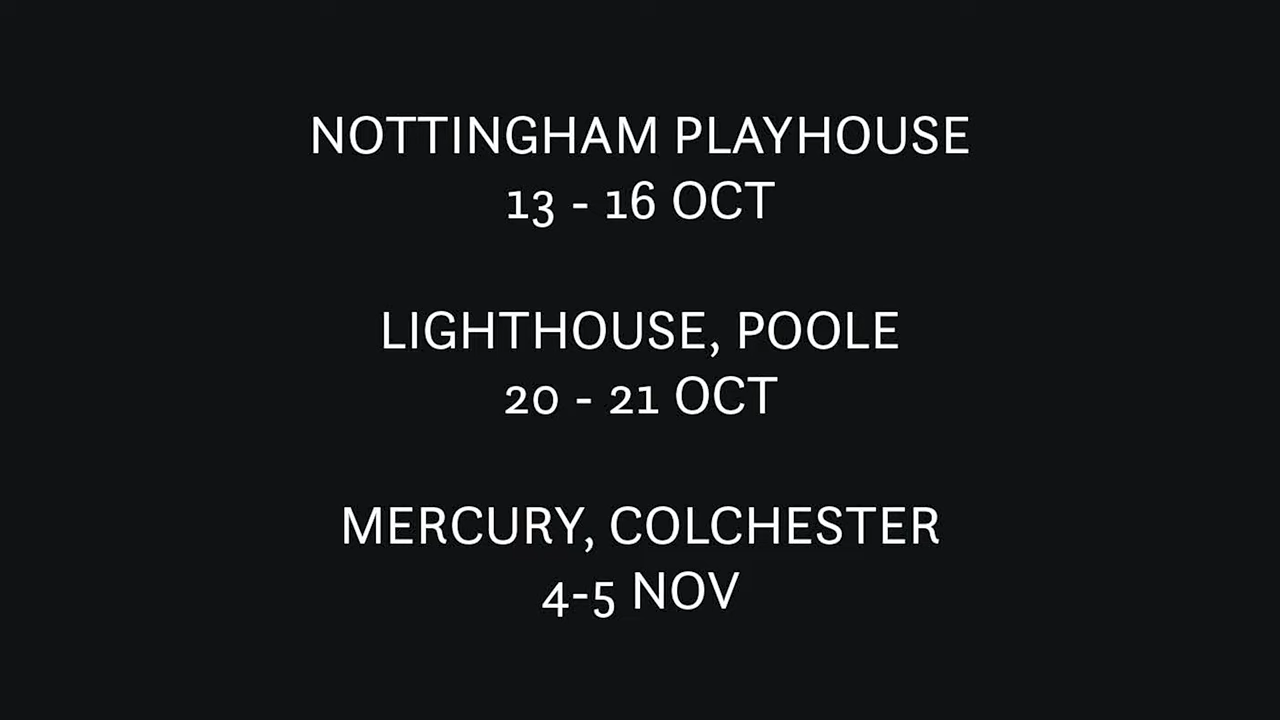 NOTTINGHAM PLAYHOUSE
13 - 16 OCT
LIGHTHOUSE, POOLE
20 - 21 OCT
MERCURY, COLCHESTER
4-5 NOV